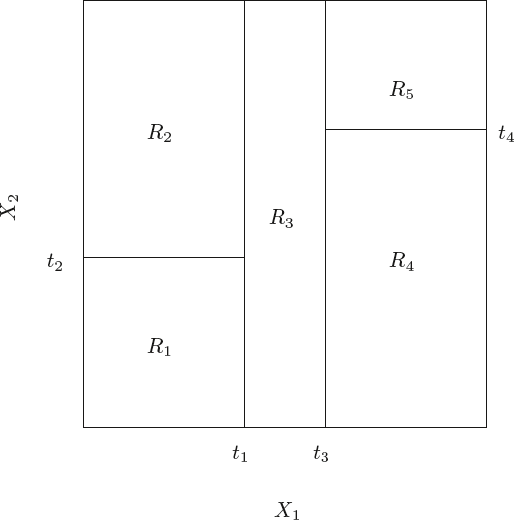 R₅
R₂
t₄
X₂
R₃
t₂
R₄
R₁
t₁
t₃
X₁